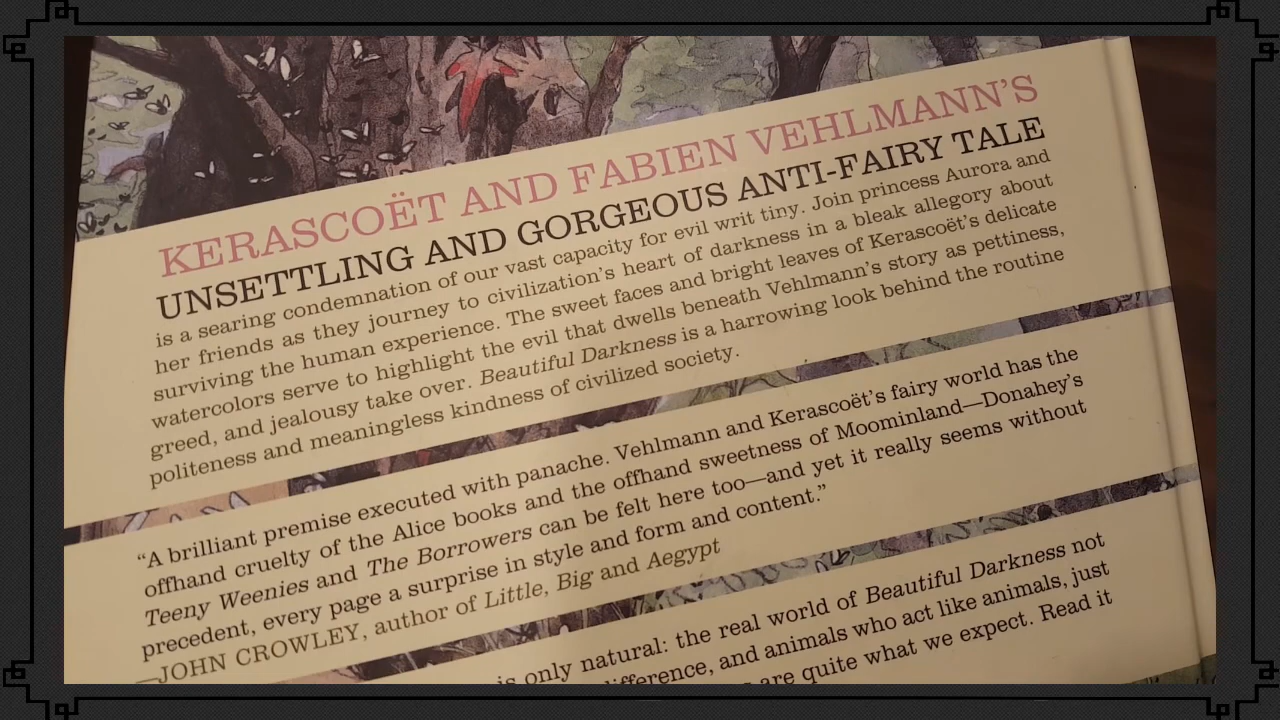 KERASCOËT AND FABIEN VEHLMANN'S
UNSETTLING AND GORGEOUS ANTI-FAIRY TALE
is a searing condemnation of our vast capacity for evil writ tiny. Join princess Aurora and
her friends as they journey to civilization's heart of darkness in a bleak allegory about
surviving the human experience. The sweet faces and bright leaves of Kerascoët's delicate
watercolors serve to highlight the evil that dwells beneath Vehlmann's story as pettiness,
greed, and jealousy take over. Beautiful Darkness is a harrowing look behind the routine
politeness and meaningless kindness of civilized society.
“A brilliant premise executed with panache. Vehlmann and Kerascoët's fairy world has the
offhand cruelty of the Alice books and the offhand sweetness of Moominland—Donahey's
Teeny Weenies and The Borrowers can be felt here too—and yet it really seems without
precedent, every page a surprise in style and form and content.”
—JOHN CROWLEY, author of Little, Big and Aegypt
is only natural: the real world of Beautiful Darkness not
difference, and animals who act like animals, just
are quite what we expect. Read it